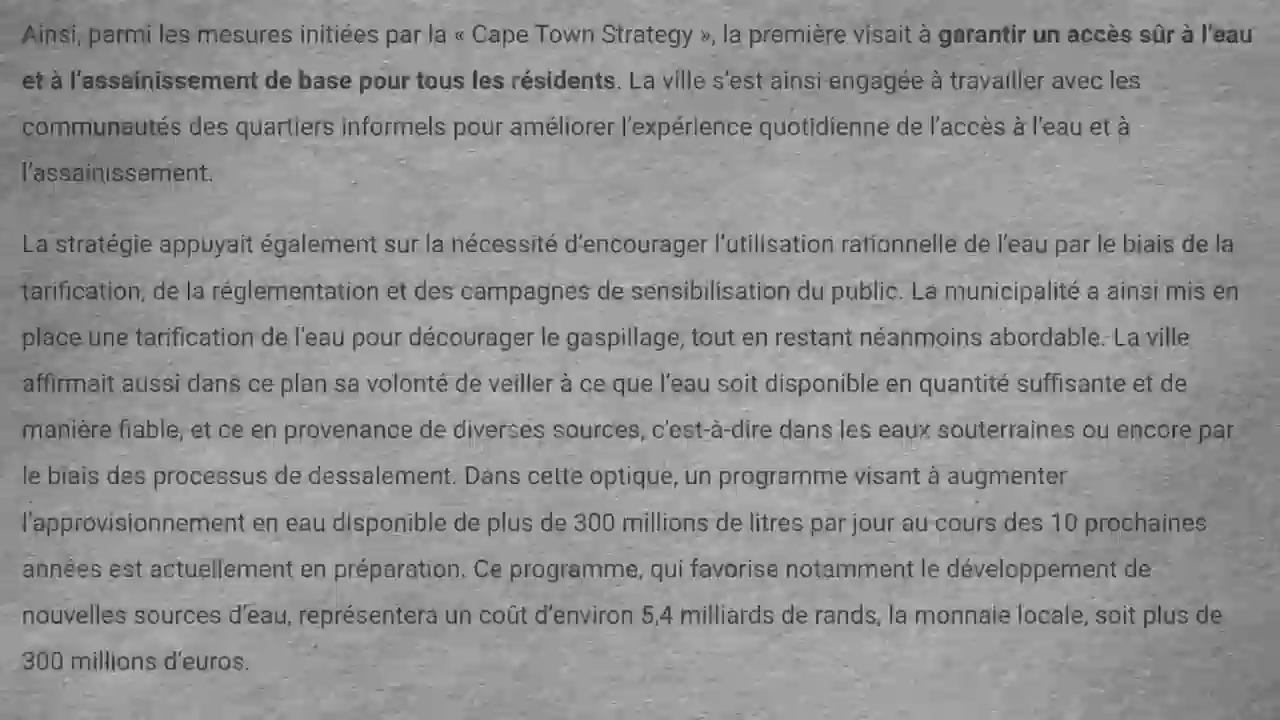 Ainsi, parmi les mesures initiées par la « Cape Town Strategy », la première visait à garantir un accès sûr à l'eau
et à l'assainissement de base pour tous les résidents. La ville s'est ainsi engagée à travailler avec les
communautés des quartiers informels pour améliorer l'expérience quotidienne de l'accès à l'eau et à
l'assainissement.
La stratégie appuyait également sur la nécessité d'encourager l'utilisation rationnelle de l'eau par le biais de la
tarification, de la réglementation et des campagnes de sensibilisation du public. La municipalité a ainsi mis en
place une tarification de l'eau pour décourager le gaspillage, tout en restant néanmoins abordable. La ville
affirmait aussi dans ce plan sa volonté de veiller à ce que l'eau soit disponible en quantité suffisante et de
manière fiable, et ce en provenance de diverses sources, c'est-à-dire dans les eaux souterraines ou encore par
le biais des processus de dessalement. Dans cette optique, un programme visant à augmenter
l'approvisionnement en eau disponible de plus de 300 millions de litres par jour au cours des 10 prochaines
années est actuellement en préparation. Ce programme, qui favorise notamment le développement de
nouvelles sources d'eau, représentera un coût d'environ 5,4 milliards de rands, la monnaie locale, soit plus de
300 millions d'euros.